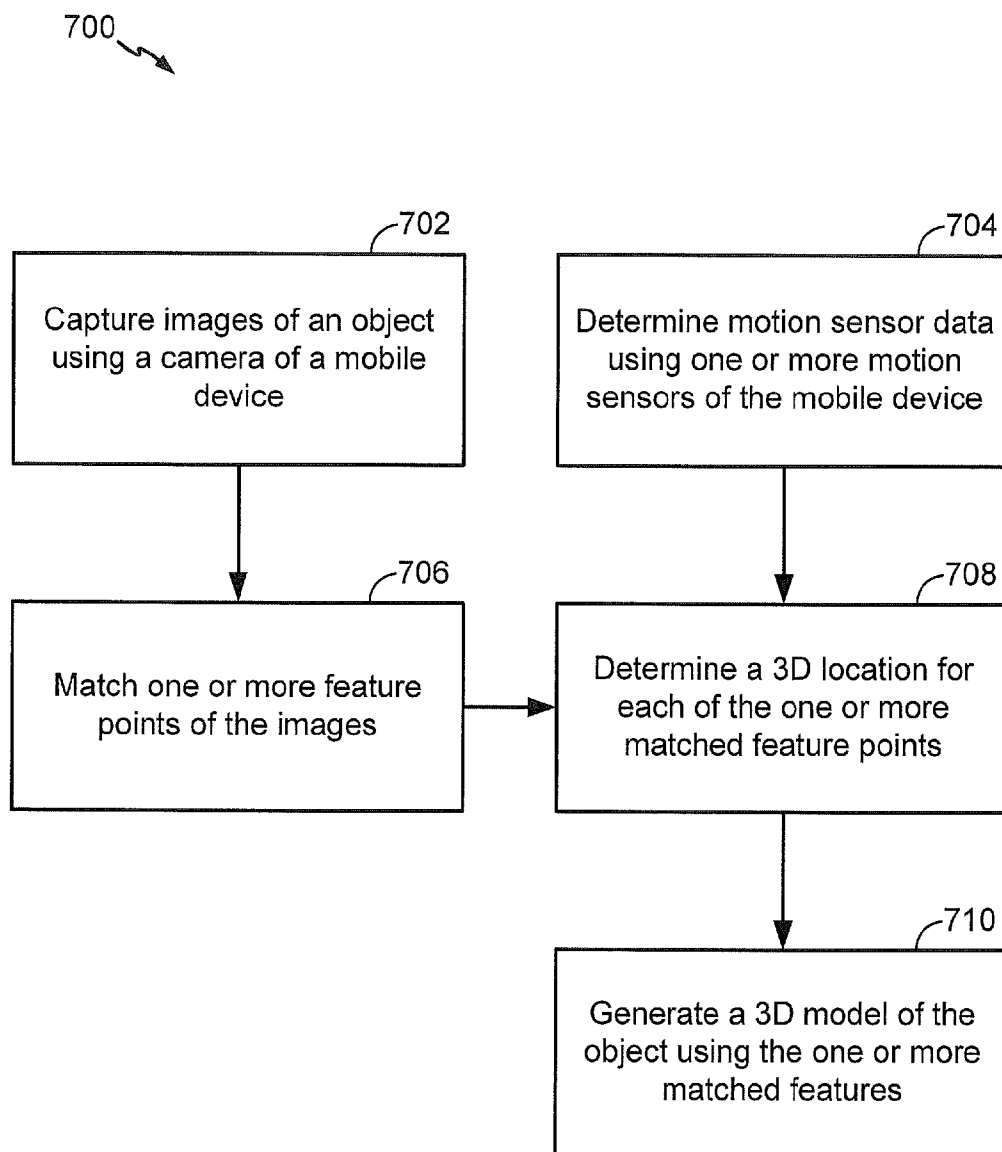 700
702
Capture images of an object
using a camera of a mobile
device
704
Determine motion sensor data
using one or more motion
sensors of the mobile device
706
Match one or more feature
points of the images
708
Determine a 3D location for
each of the one or more
matched feature points
710
Generate a 3D model of the
object using the one or more
matched features